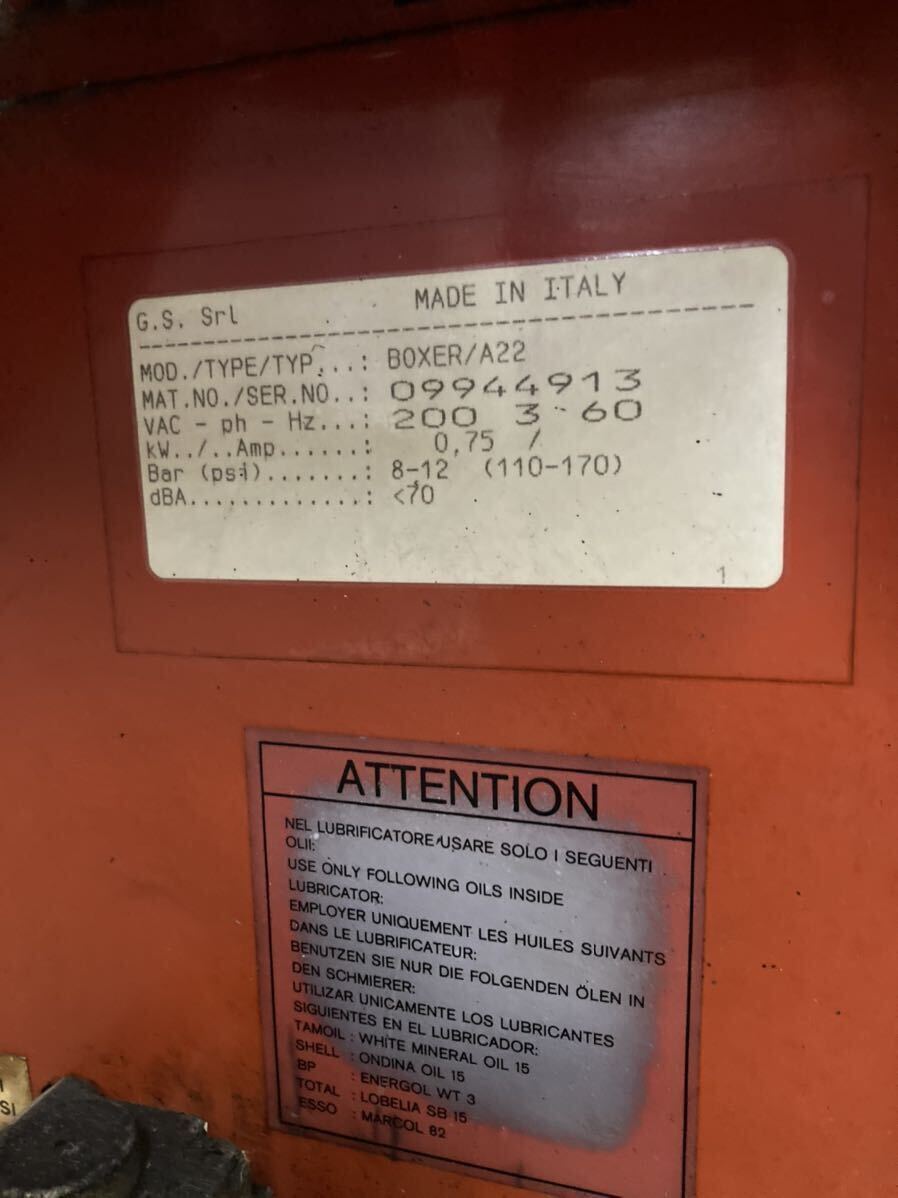 G.S. Srl MADE IN ITALY
MOD./TYPE/TYP....: BOXER/A22
MAT.NO./SER.NO..: 09944913
VAC - ph - Hz...: 200 3 60
kW../..Amp......: 0,75 /
Bar (psi).......: 8-12 (110-170)
dBA.............: <70
1
ATTENTION
NEL LUBRIFICATORE USARE SOLO I SEGUENTI
OLII:
USE ONLY FOLLOWING OILS INSIDE
LUBRICATOR:
EMPLOYER UNIQUEMENT LES HUILES SUIVANTS
DANS LE LUBRIFICATEUR:
BENUTZEN SIE NUR DIE FOLGENDEN ÖLEN IN
DEN SCHMIERER:
UTILIZAR UNICAMENTE LOS LUBRICANTES
SIGUIENTES EN EL LUBRICADOR:
TAMOIL : WHITE MINERAL OIL 15
SHELL : ONDINA OIL 15
BP : ENERGOL WT 3
TOTAL : LOBELIA SB 15
ESSO : MARCOL 82